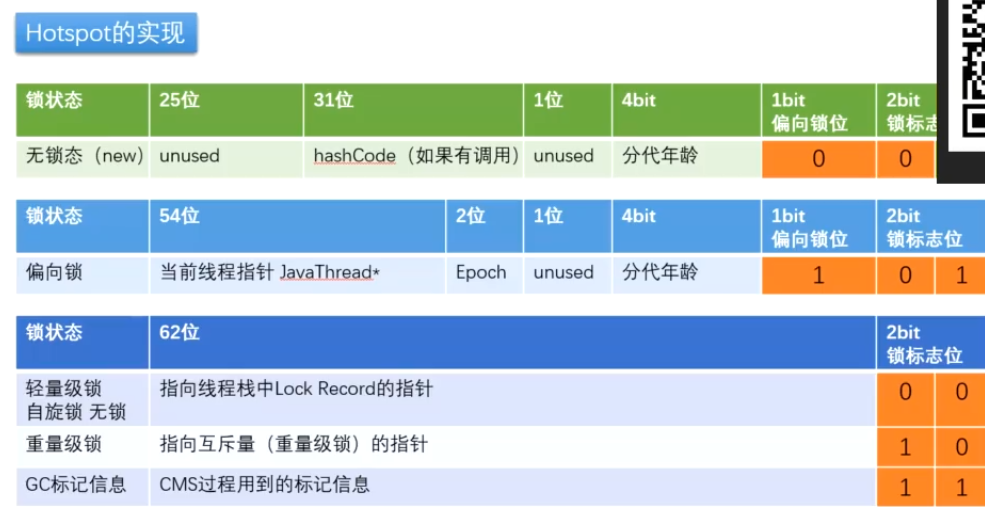 Hotspot的实现
锁状态 25位 31位 1位 4bit 1bit 2bit
偏向锁位 锁标
无锁态（new） unused hashCode（如果有调用） unused 分代年龄 0 0
锁状态 54位 2位 1位 4bit 1bit 2bit
偏向锁位 锁标志位
偏向锁 当前线程指针 JavaThread* Epoch unused 分代年龄 1 0 1
锁状态 62位 2bit
锁标志位
轻量级锁 指向线程栈中Lock Record的指针 0 0
自旋锁 无锁
重量级锁 指向互斥量（重量级锁）的指针 1 0
GC标记信息 CMS过程用到的标记信息 1 1